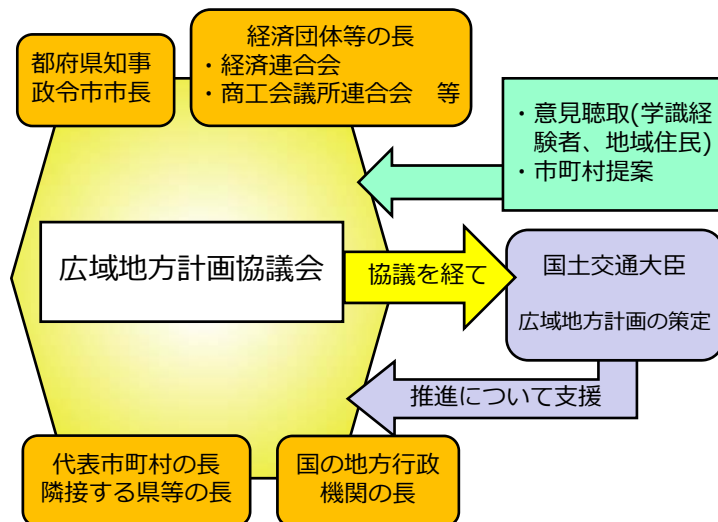 都府県知事
政令市市長
経済団体等の長
・経済連合会
・商工会議所連合会　等
・意見聴取(学識経
験者、地域住民)
・市町村提案
広域地方計画協議会
協議を経て
国土交通大臣
広域地方計画の策定
推進について支援
代表市町村の長
隣接する県等の長
国の地方行政
機関の長